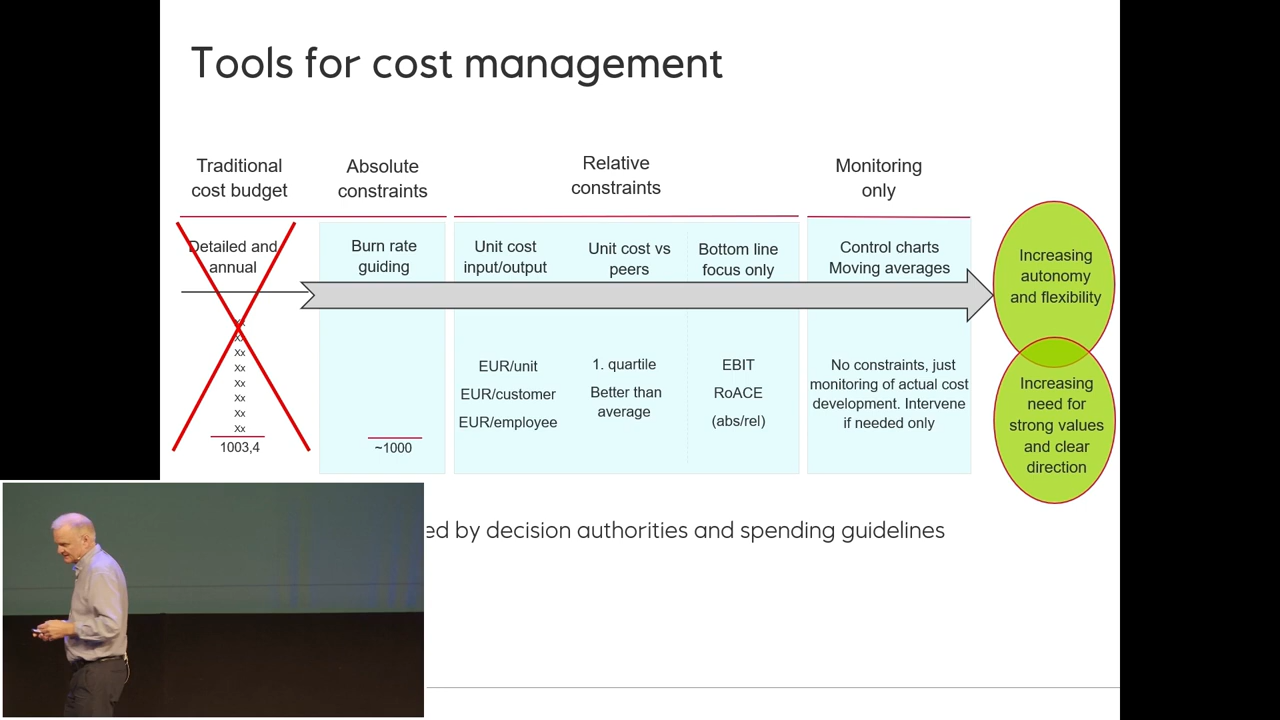 Tools for cost management
Traditional
cost budget
Absolute
constraints
Relative
constraints
Monitoring
only
Detailed and
annual
Burn rate
guiding
Unit cost
input/output
Unit cost vs
peers
Bottom line
focus only
Control charts
Moving averages
Increasing
autonomy
and flexibility
Xx
Xx
Xx
Xx
Xx
Xx
Xx
Xx
1003,4
~1000
EUR/unit
EUR/customer
EUR/employee
1. quartile
Better than
average
EBIT
RoACE
(abs/rel)
No constraints, just
monitoring of actual cost
development. Intervene
if needed only
Increasing
need for
strong values
and clear
direction
ed by decision authorities and spending guidelines